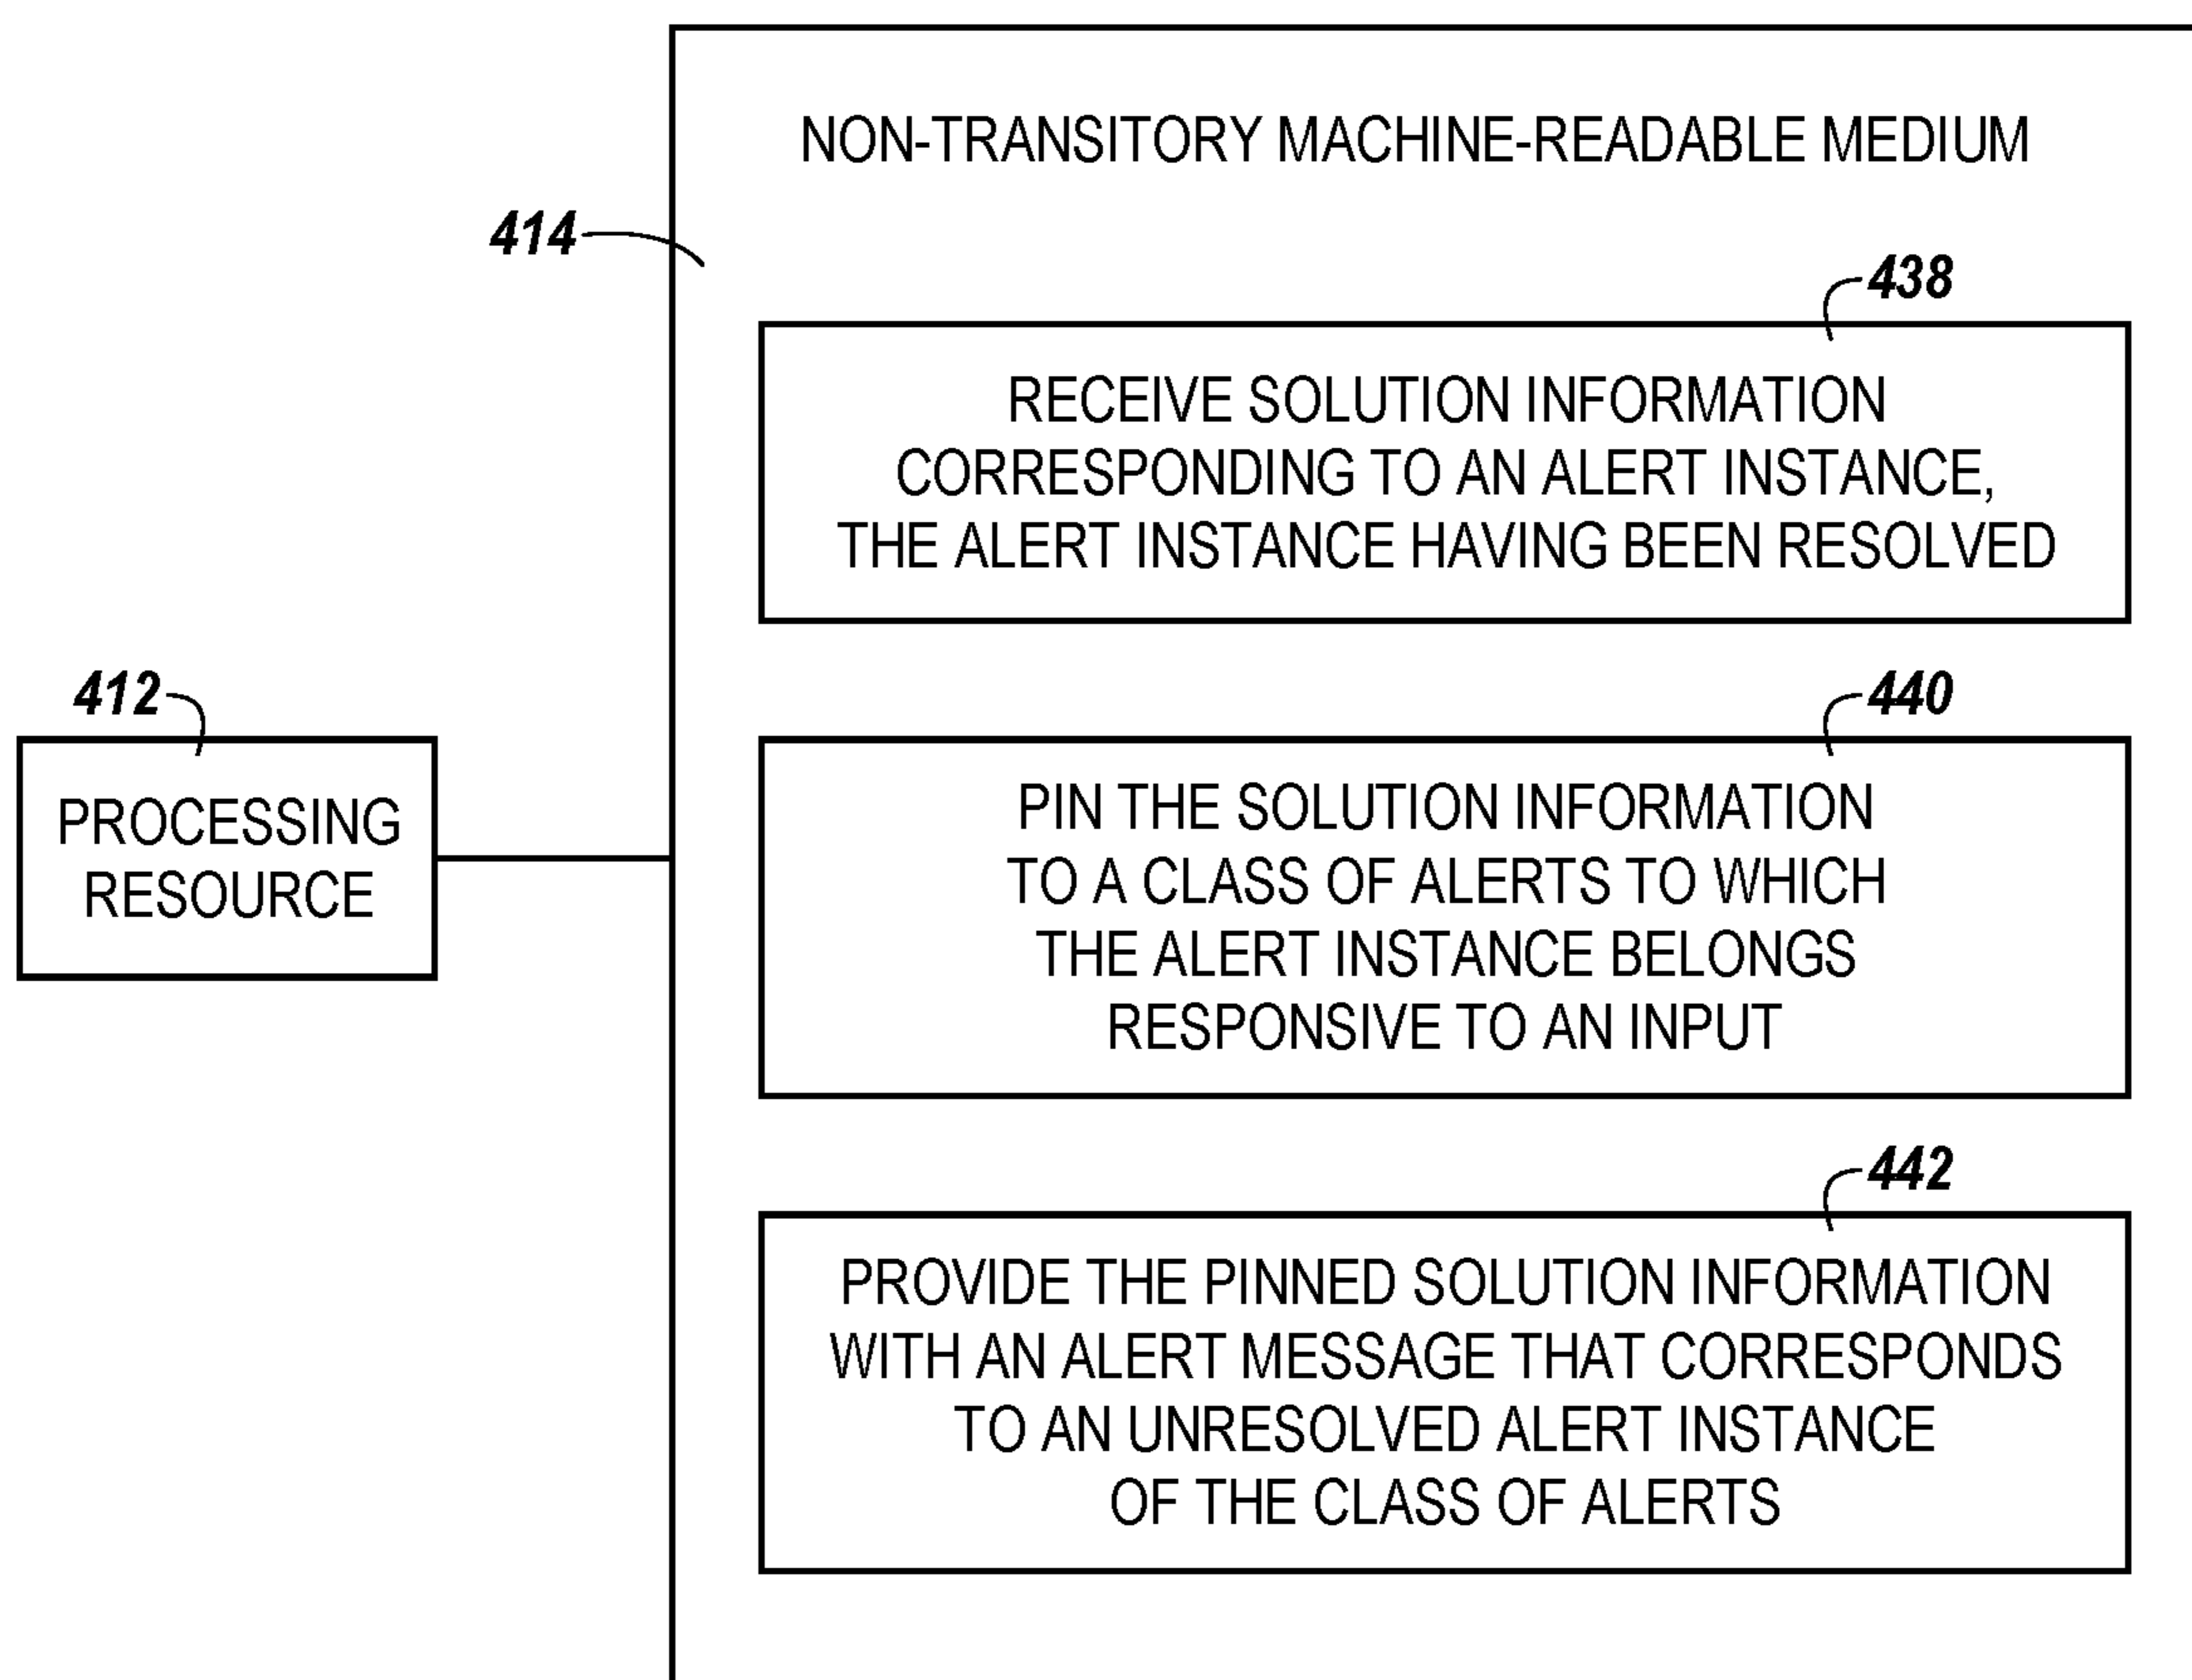 NON-TRANSITORY MACHINE-READABLE MEDIUM
414
438
RECEIVE SOLUTION INFORMATION
CORRESPONDING TO AN ALERT INSTANCE,
THE ALERT INSTANCE HAVING BEEN RESOLVED
412
PROCESSING
RESOURCE
440
PIN THE SOLUTION INFORMATION
TO A CLASS OF ALERTS TO WHICH
THE ALERT INSTANCE BELONGS
RESPONSIVE TO AN INPUT
442
PROVIDE THE PINNED SOLUTION INFORMATION
WITH AN ALERT MESSAGE THAT CORRESPONDS
TO AN UNRESOLVED ALERT INSTANCE
OF THE CLASS OF ALERTS